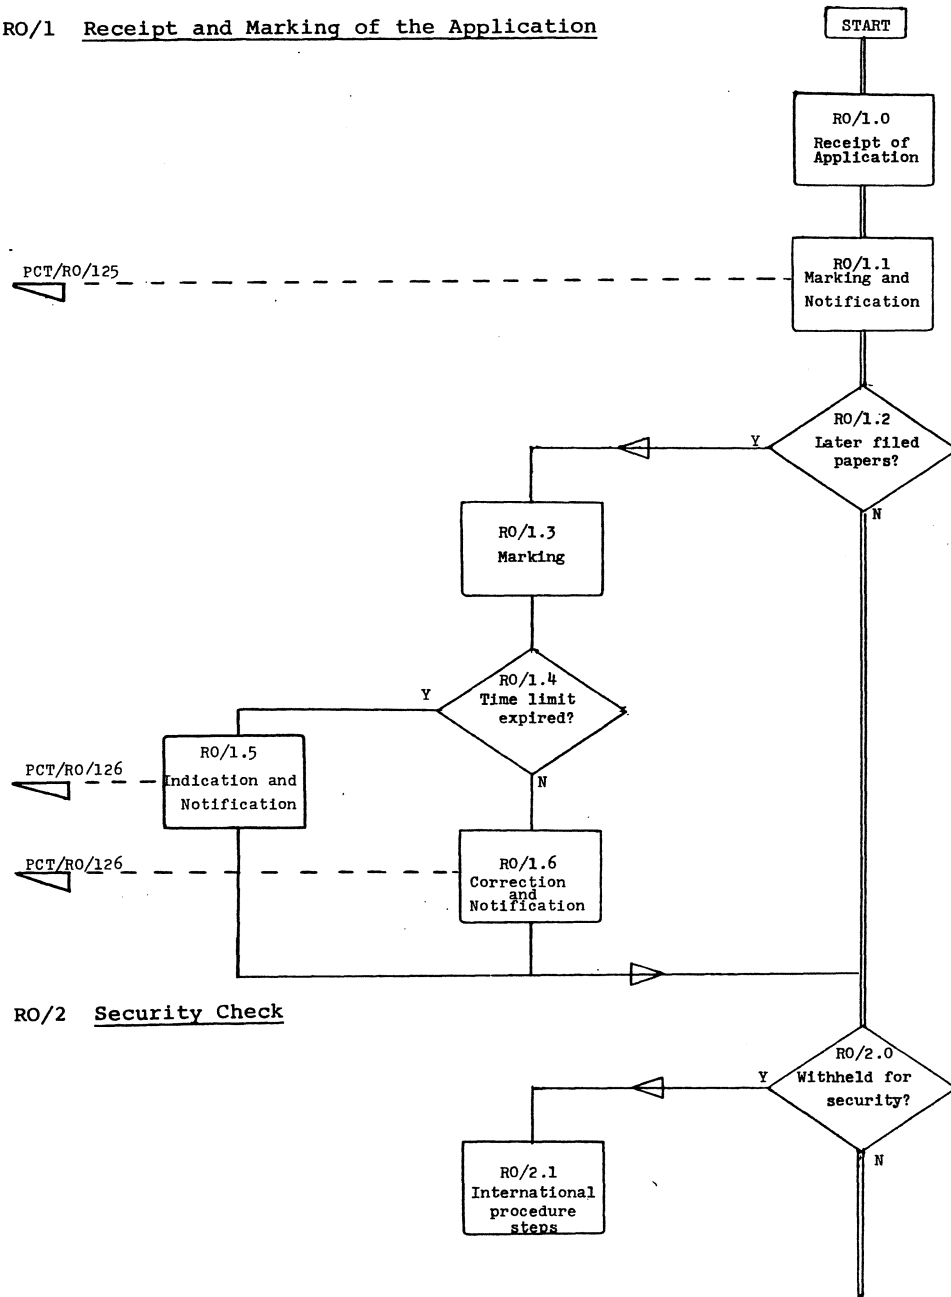 RO/1 Receipt and Marking of the Application
START
RO/1.0
Receipt of
Application
PCT/RO/125
RO/1.1
Marking and
Notification
RO/1.2
Later filed
papers?
Y
N
RO/1.3
Marking
RO/1.4
Time limit
expired?
Y
N
RO/1.5
Indication and
Notification
PCT/RO/126
RO/1.6
Correction
and
Notification
PCT/RO/126
RO/2 Security Check
RO/2.0
Withheld for
security?
Y
N
RO/2.1
International
procedure
steps